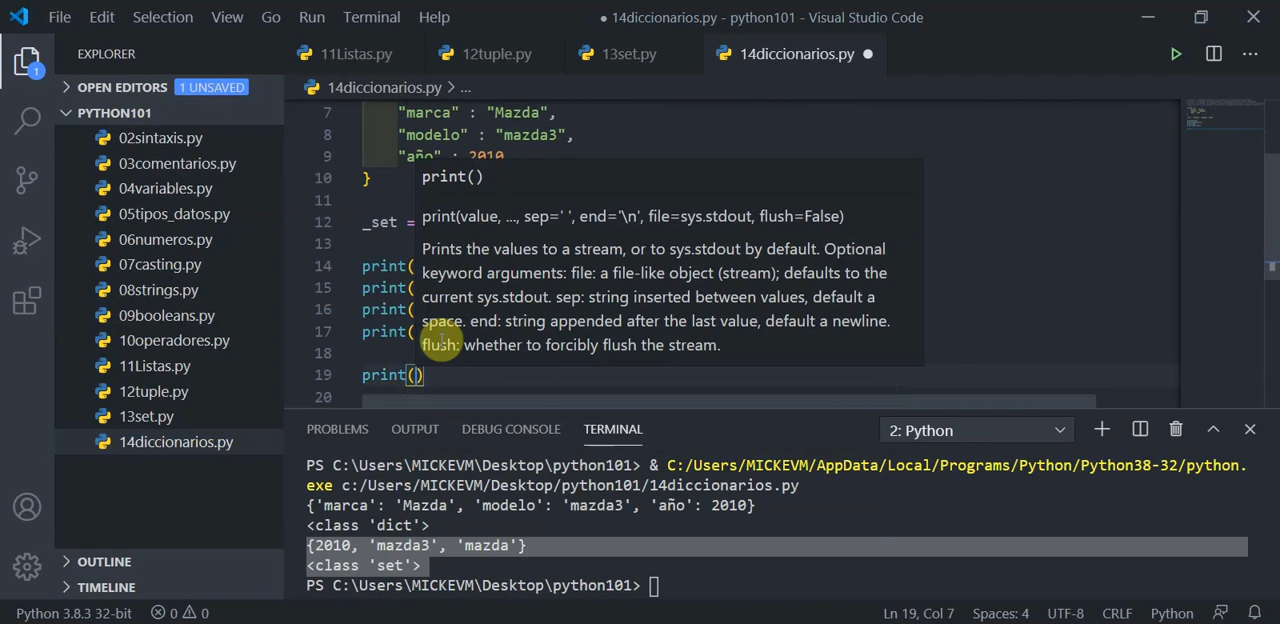 File Edit Selection View Go Run Terminal Help ● 14diccionarios.py - python101 - Visual Studio Code
EXPLORER
11Listas.py 12tuple.py 13set.py 14diccionarios.py
OPEN EDITORS 1 UNSAVED
14diccionarios.py > ...
PYTHON101
02sintaxis.py
03comentarios.py
04variables.py
05tipos_datos.py
06numeros.py
07casting.py
08strings.py
09booleans.py
10operadores.py
11Listas.py
12tuple.py
13set.py
14diccionarios.py
OUTLINE
TIMELINE
7 "marca" : "Mazda",
8 "modelo" : "mazda3",
9 "año" : 2010
10 }
11
12 _set =
13
14 print(
15 print(
16 print(
17 print(
18
19 print()
20
print()
print(value, ..., sep=' ', end='\n', file=sys.stdout, flush=False)
Prints the values to a stream, or to sys.stdout by default. Optional
keyword arguments: file: a file-like object (stream); defaults to the
current sys.stdout. sep: string inserted between values, default a
space. end: string appended after the last value, default a newline.
flush: whether to forcibly flush the stream.
PROBLEMS OUTPUT DEBUG CONSOLE TERMINAL 2: Python
PS C:\Users\MICKEVM\Desktop\python101> & C:/Users/MICKEVM/AppData/Local/Programs/Python/Python38-32/python.
exe c:/Users/MICKEVM/Desktop/python101/14diccionarios.py
{'marca': 'Mazda', 'modelo': 'mazda3', 'año': 2010}
<class 'dict'>
{2010, 'mazda3', 'mazda'}
<class 'set'>
PS C:\Users\MICKEVM\Desktop\python101>
Python 3.8.3 32-bit 0 0 Ln 19, Col 7 Spaces: 4 UTF-8 CRLF Python